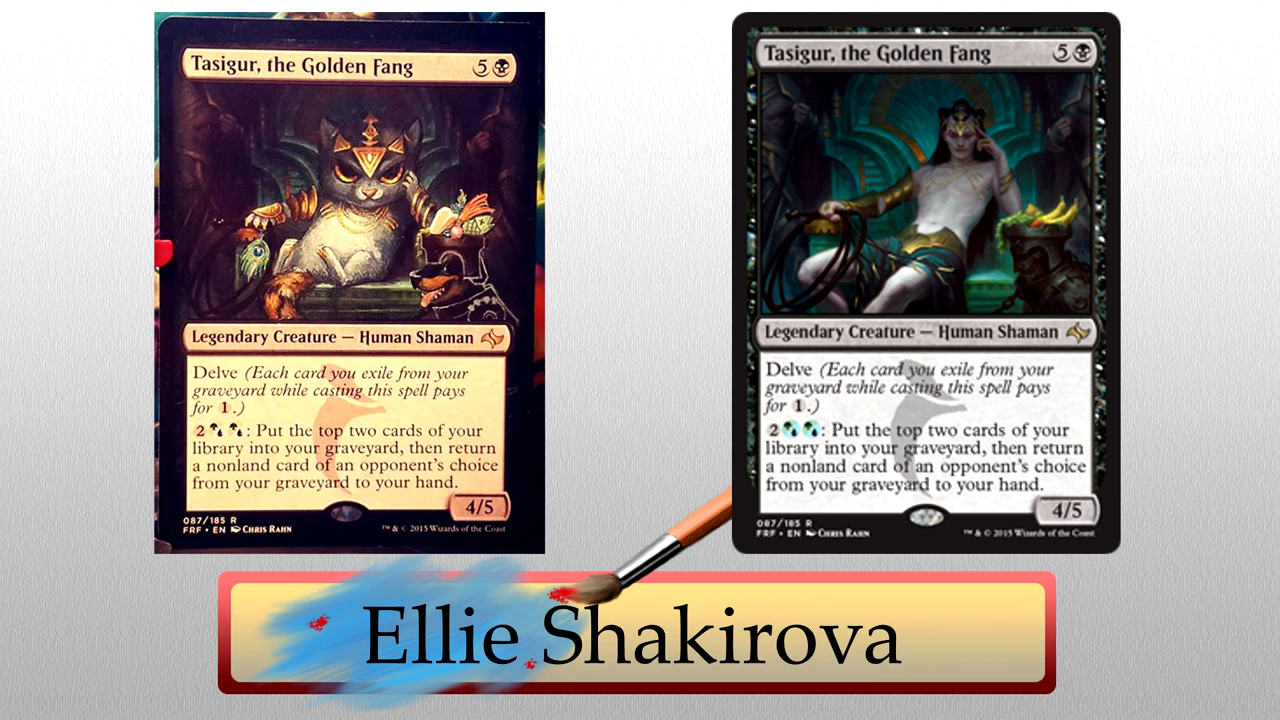 Tasigur, the Golden Fang 5
Legendary Creature — Human Shaman
Delve (Each card you exile from your
graveyard while casting this spell pays
for 1.)
2 : Put the top two cards of your
library into your graveyard, then return
a nonland card of an opponent's choice
from your graveyard to your hand.
4/5
087/185 R
FRF • EN Chris Rahn
™ & © 2015 Wizards of the Coast
Tasigur, the Golden Fang 5
Legendary Creature — Human Shaman
Delve (Each card you exile from your
graveyard while casting this spell pays
for 1.)
2 : Put the top two cards of your
library into your graveyard, then return
a nonland card of an opponent's choice
from your graveyard to your hand.
4/5
087/185 R
FRF • EN Chris Rahn
™ & © 2015 Wizards of the Coast
Ellie Shakirova